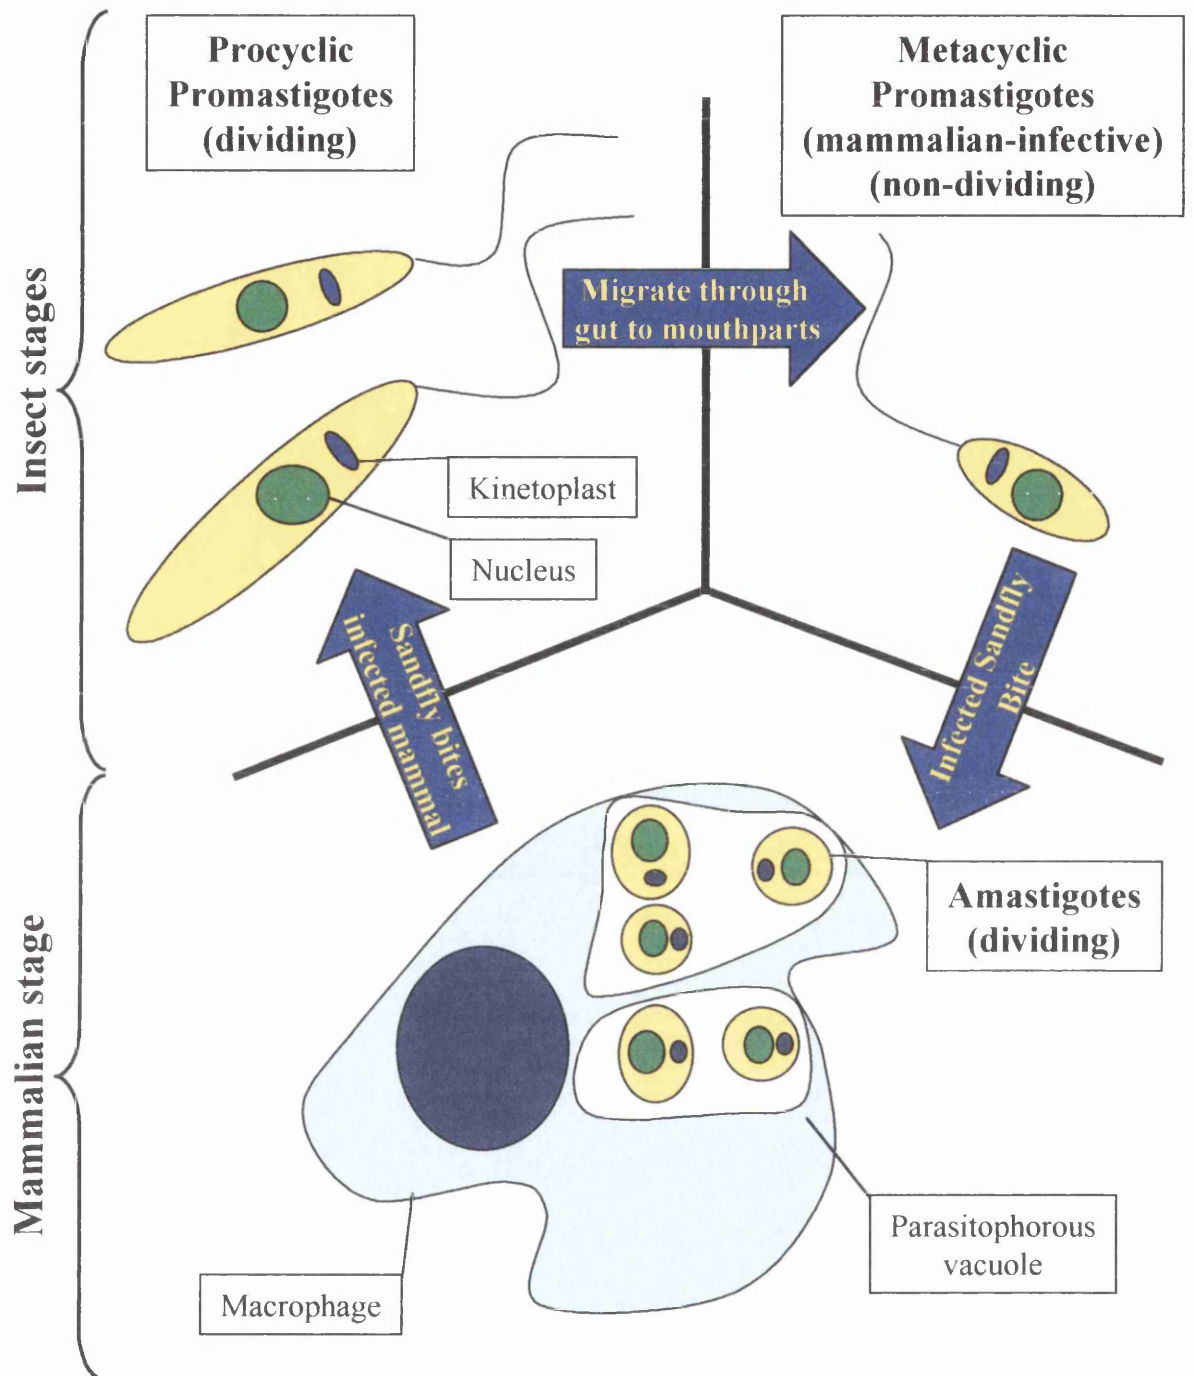 Procyclic
Promastigotes
(dividing)
Metacyclic
Promastigotes
(mammalian-infective)
(non-dividing)
Insect stages
Migrate through
gut to mouthparts
Kinetoplast
Nucleus
Sandfly bites
infected mammal
Infected Sandfly
Bite
Mammalian stage
Amastigotes
(dividing)
Parasitophorous
vacuole
Macrophage